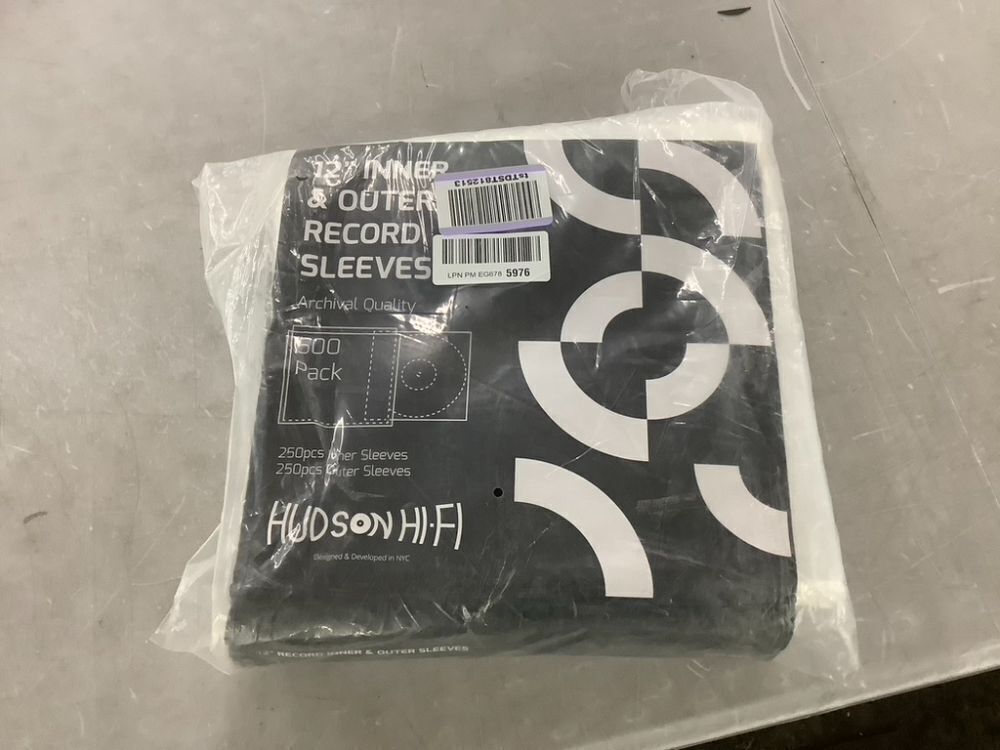 12" INNER
& OUTER
RECORD
SLEEVES
tsTDST812513
LPN PM EG678 5976
Archival Quality
500
Pack
250pcs Inner Sleeves
250pcs Outer Sleeves
HUDSON HI-FI
Designed & Developed in NYC
12" RECORD INNER & OUTER SLEEVES